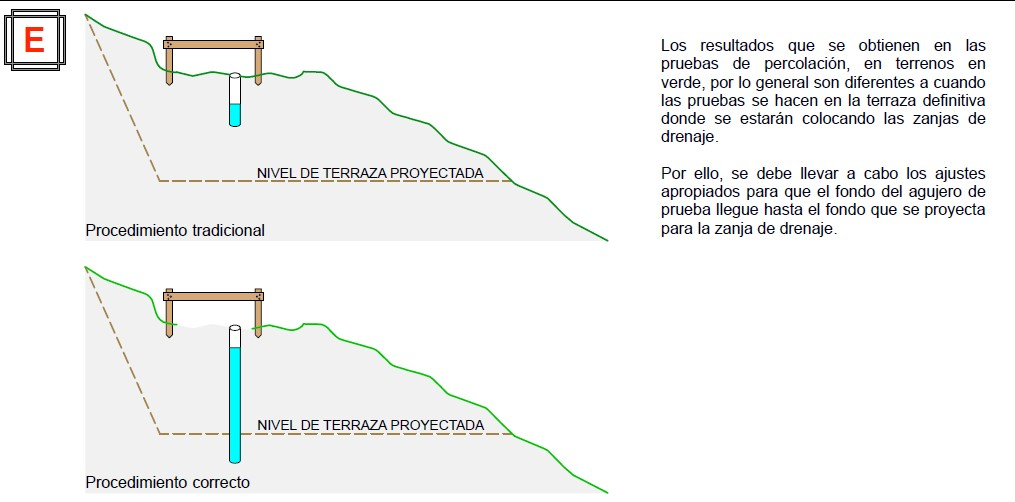 E
Los resultados que se obtienen en las
pruebas de percolación, en terrenos en
verde, por lo general son diferentes a cuando
las pruebas se hacen en la terraza definitiva
donde se estarán colocando las zanjas de
drenaje.
Por ello, se debe llevar a cabo los ajustes
apropiados para que el fondo del agujero de
prueba llegue hasta el fondo que se proyecta
para la zanja de drenaje.
NIVEL DE TERRAZA PROYECTADA
Procedimiento tradicional
NIVEL DE TERRAZA PROYECTADA
Procedimiento correcto